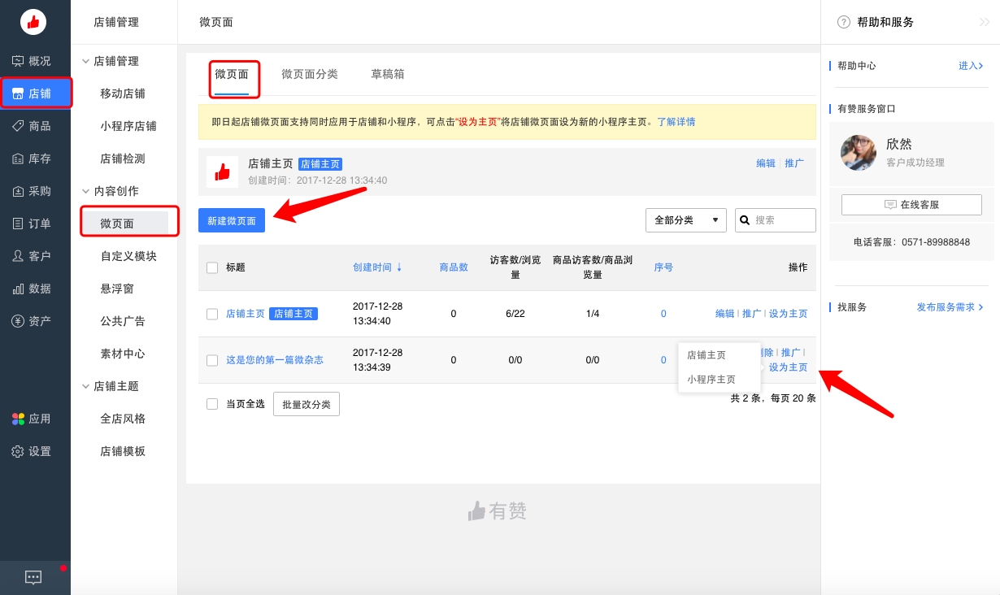 店铺管理
微页面
帮助和服务
概况
店铺
商品
库存
采购
订单
客户
数据
资产
应用
设置
店铺管理
移动店铺
小程序店铺
店铺检测
内容创作
微页面
自定义模块
悬浮窗
公共广告
素材中心
店铺主题
全店风格
店铺模板
微页面 微页面分类 草稿箱
即日起店铺微页面支持同时应用于店铺和小程序，可点击“设为主页”将店铺微页面设为新的小程序主页。了解详情
店铺主页 店铺主页
创建时间：2017-12-28 13:34:40
编辑 推广
新建微页面
全部分类
搜索
标题 创建时间 ↓ 商品数 访客数/浏览量 商品访客数/商品浏览量 序号 操作
店铺主页 店铺主页 2017-12-28 13:34:40 0 6/22 1/4 0 编辑 推广 设为主页
这是您的第一篇微杂志 2017-12-28 13:34:39 0 0/0 0/0 0 推广 设为主页
店铺主页
小程序主页
当页全选 批量改分类
共 2 条，每页 20 条
有赞
帮助中心 进入
有赞服务窗口
欣然
客户成功经理
在线客服
电话客服：0571-89988848
找服务 发布服务需求